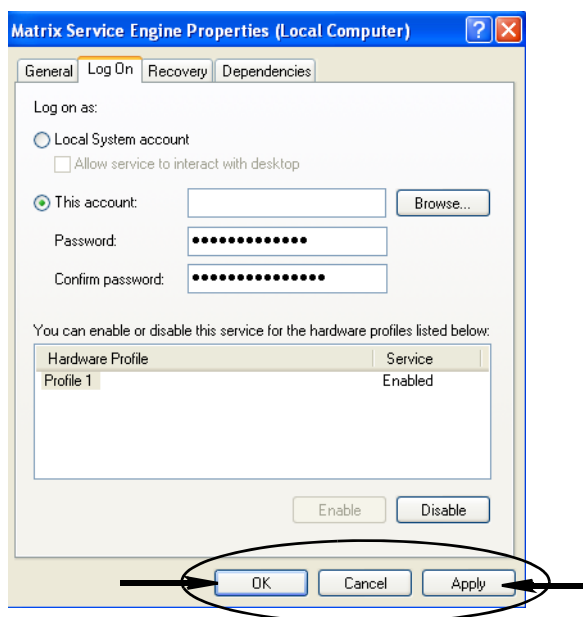 Matrix Service Engine Properties (Local Computer)
General Log On Recovery Dependencies
Log on as:
Local System account
Allow service to interact with desktop
This account: Browse...
Password: •••••••••••••
Confirm password: •••••••••••••••
You can enable or disable this service for the hardware profiles listed below:
Hardware Profile Service
Profile 1 Enabled
Enable Disable
OK Cancel Apply